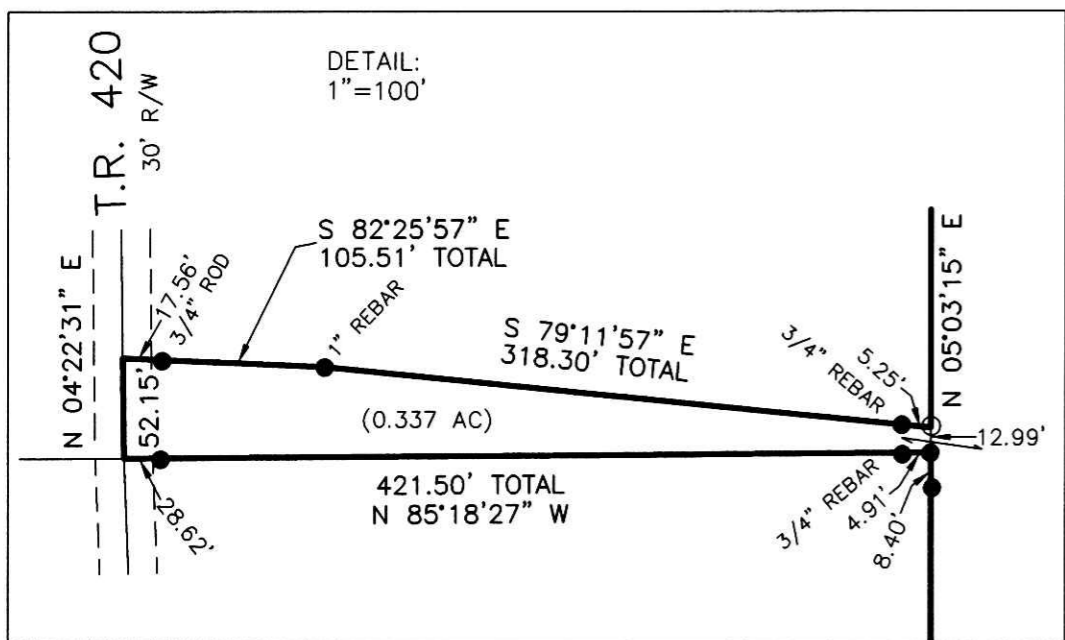 DETAIL:
1"=100'
T.R. 420
30' R/W
N 04°22'31" E
17.56'
3/4" ROD
S 82°25'57" E
105.51' TOTAL
1" REBAR
S 79°11'57" E
318.30' TOTAL
3/4" REBAR
5.25'
N 05°03'15" E
12.99'
52.15'
(0.337 AC)
28.62'
421.50' TOTAL
N 85°18'27" W
3/4" REBAR
4.91'
8.40'